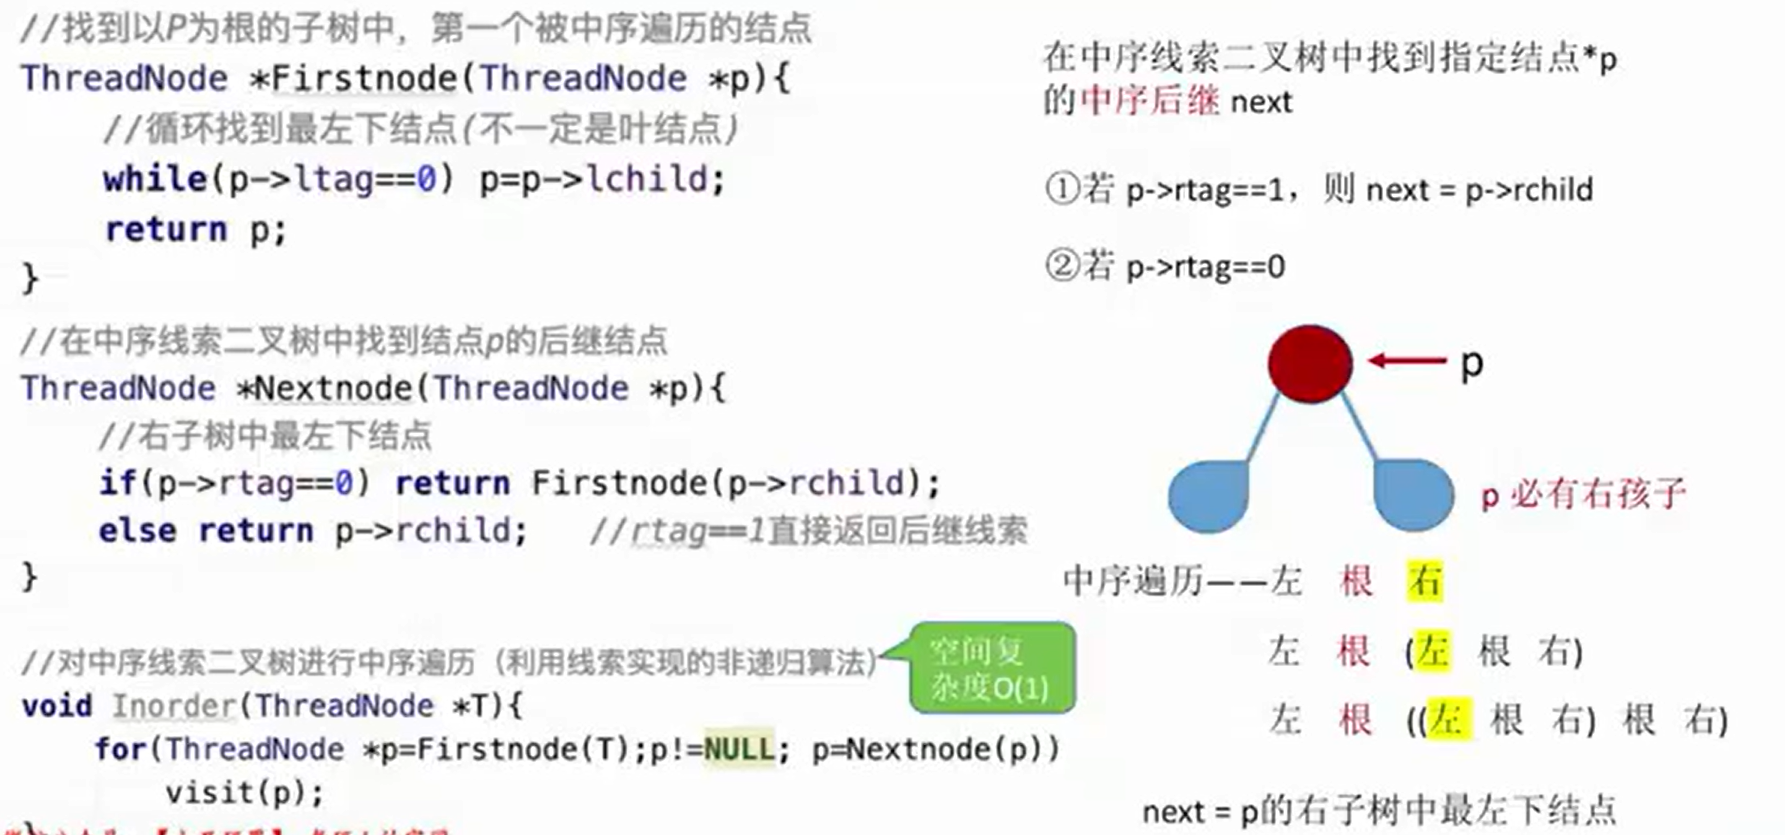 //找到以P为根的子树中，第一个被中序遍历的结点
ThreadNode *Firstnode(ThreadNode *p){
//循环找到最左下结点(不一定是叶结点)
while(p->ltag==0) p=p->lchild;
return p;
}
//在中序线索二叉树中找到结点p的后继结点
ThreadNode *Nextnode(ThreadNode *p){
//右子树中最左下结点
if(p->rtag==0) return Firstnode(p->rchild);
else return p->rchild; //rtag==1直接返回后继线索
}
//对中序线索二叉树进行中序遍历（利用线索实现的非递归算法）
void Inorder(ThreadNode *T){
for(ThreadNode *p=Firstnode(T);p!=NULL; p=Nextnode(p))
visit(p);
}
空间复
杂度O(1)
在中序线索二叉树中找到指定结点*p
的中序后继 next
①若 p->rtag==1，则 next = p->rchild
②若 p->rtag==0
p
p 必有右孩子
中序遍历——左 根 右
左 根 (左 根 右)
左 根 ((左 根 右) 根 右)
next = p的右子树中最左下结点